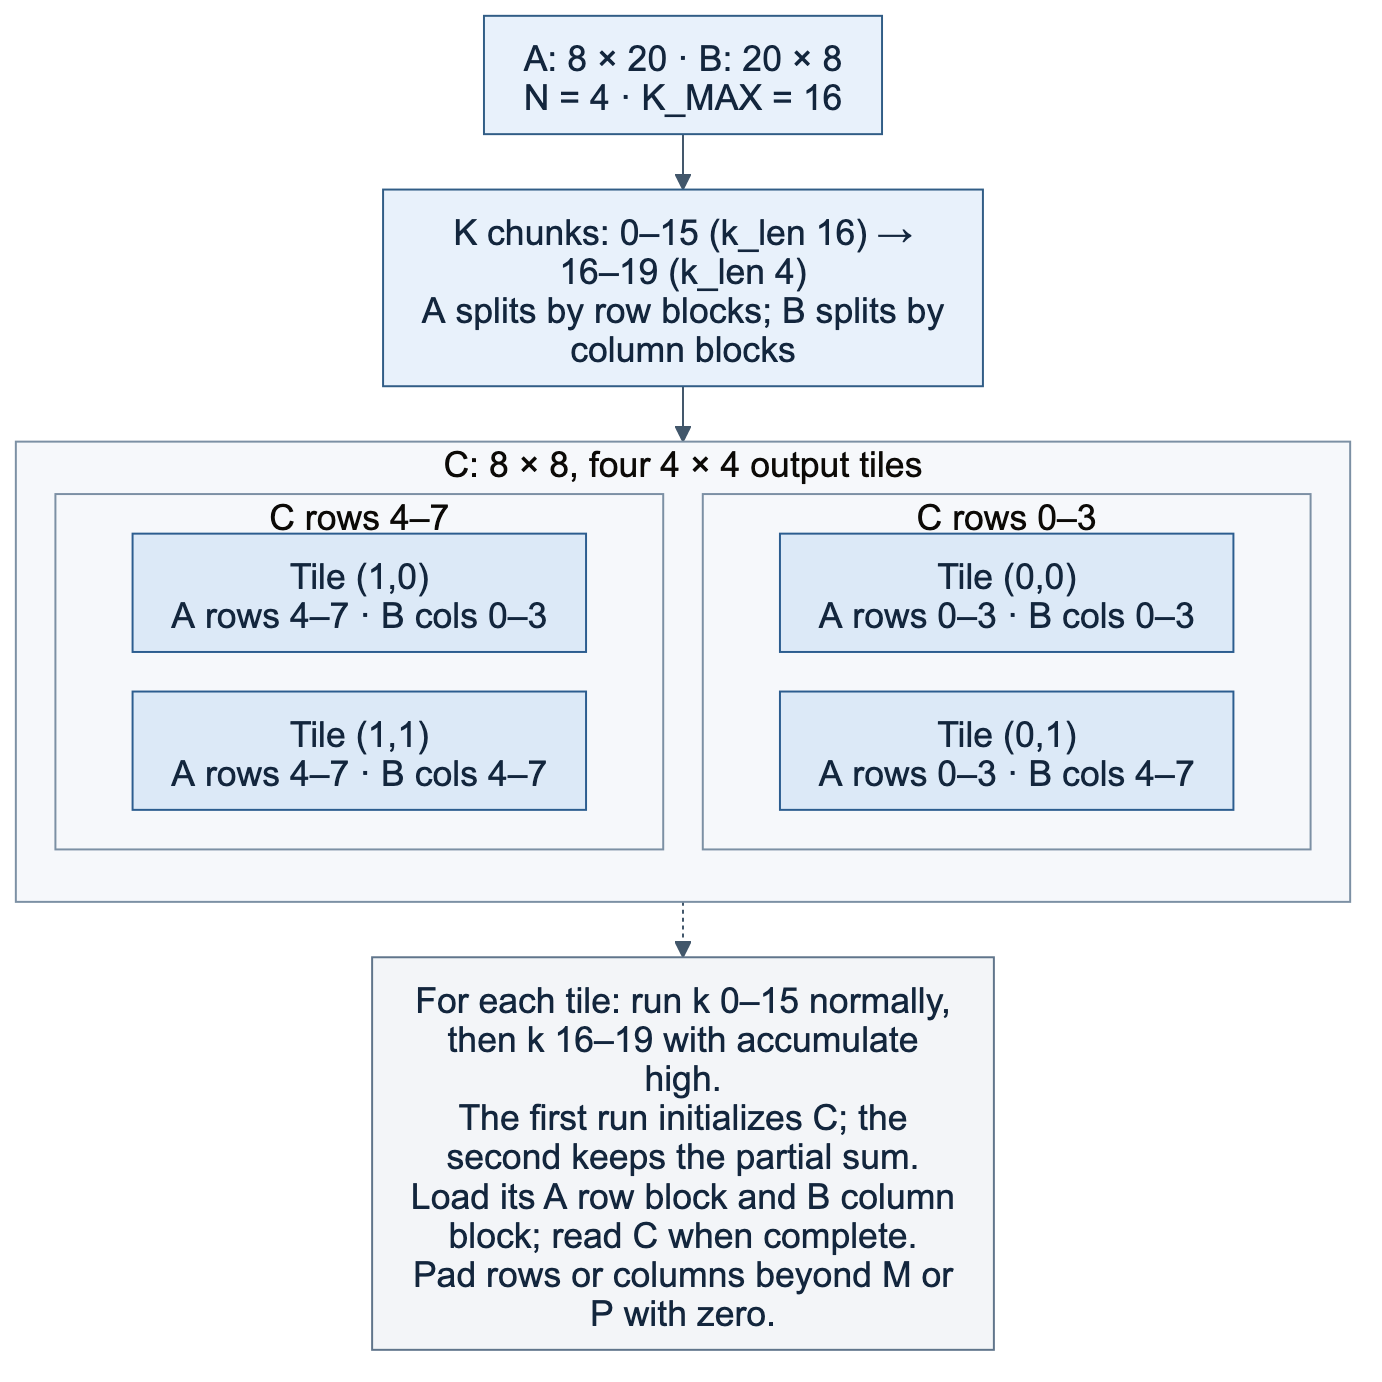 A: 8 × 20 · B: 20 × 8
N = 4 · K_MAX = 16
K chunks: 0–15 (k_len 16) →
16–19 (k_len 4)
A splits by row blocks; B splits by
column blocks
C: 8 × 8, four 4 × 4 output tiles
C rows 4–7
Tile (1,0)
A rows 4–7 · B cols 0–3
Tile (1,1)
A rows 4–7 · B cols 4–7
C rows 0–3
Tile (0,0)
A rows 0–3 · B cols 0–3
Tile (0,1)
A rows 0–3 · B cols 4–7
For each tile: run k 0–15 normally,
then k 16–19 with accumulate
high.
The first run initializes C; the
second keeps the partial sum.
Load its A row block and B column
block; read C when complete.
Pad rows or columns beyond M or
P with zero.